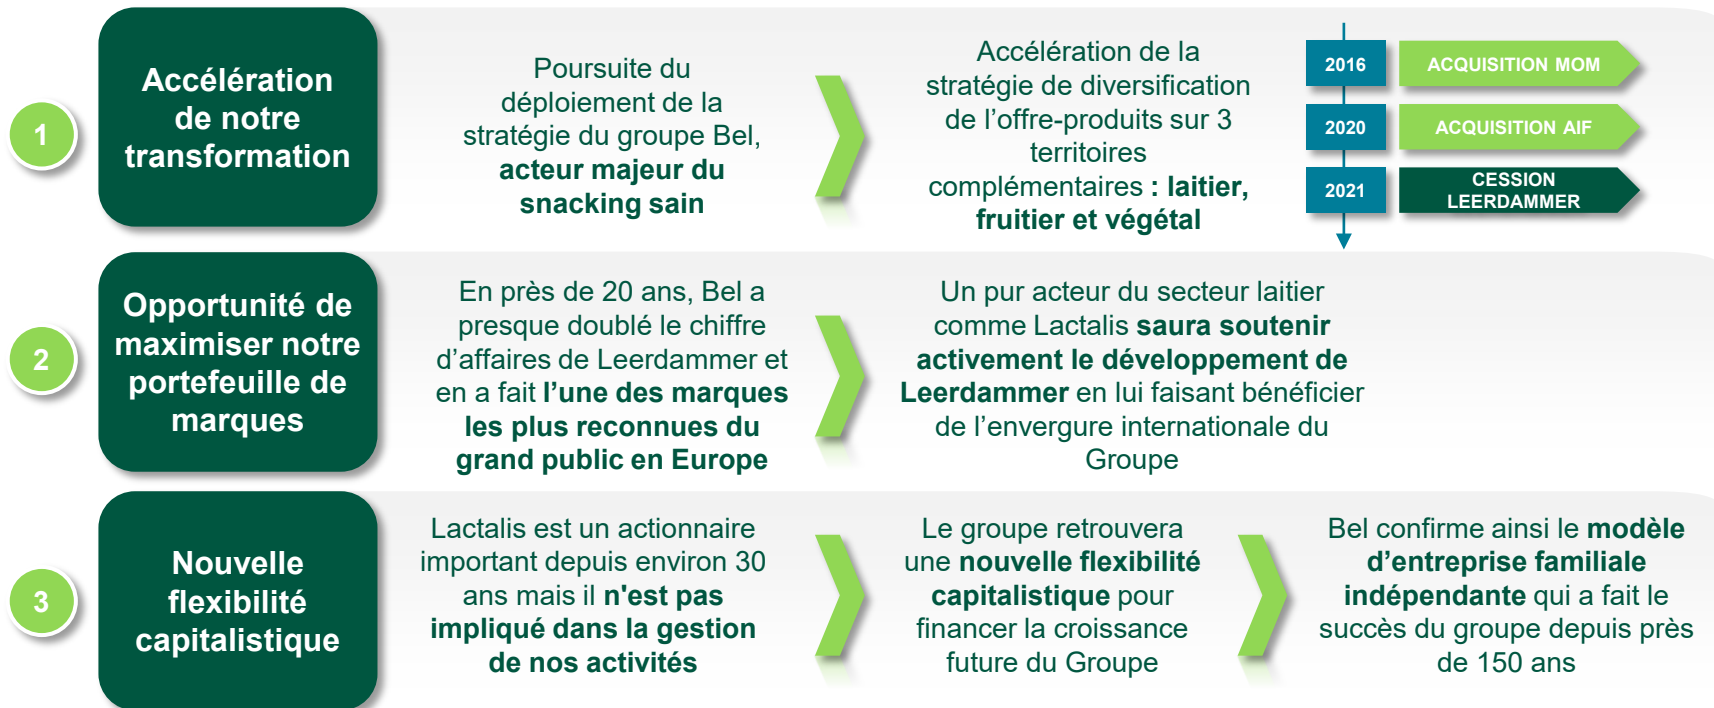 1
Accélération
de notre
transformation
Poursuite du
déploiement de la
stratégie du groupe Bel,
acteur majeur du
snacking sain
Accélération de la
stratégie de diversification
de l’offre-produits sur 3
territoires
complémentaires : laitier,
fruitier et végétal
2016
ACQUISITION MOM
2020
ACQUISITION AIF
2021
CESSION
LEERDAMMER
2
Opportunité de
maximiser notre
portefeuille de
marques
En près de 20 ans, Bel a
presque doublé le chiffre
d’affaires de Leerdammer et
en a fait l’une des marques
les plus reconnues du
grand public en Europe
Un pur acteur du secteur laitier
comme Lactalis saura soutenir
activement le développement de
Leerdammer en lui faisant bénéficier
de l’envergure internationale du
Groupe
3
Nouvelle
flexibilité
capitalistique
Lactalis est un actionnaire
important depuis environ 30
ans mais il n'est pas
impliqué dans la gestion
de nos activités
Le groupe retrouvera
une nouvelle flexibilité
capitalistique pour
financer la croissance
future du Groupe
Bel confirme ainsi le modèle
d’entreprise familiale
indépendante qui a fait le
succès du groupe depuis près
de 150 ans